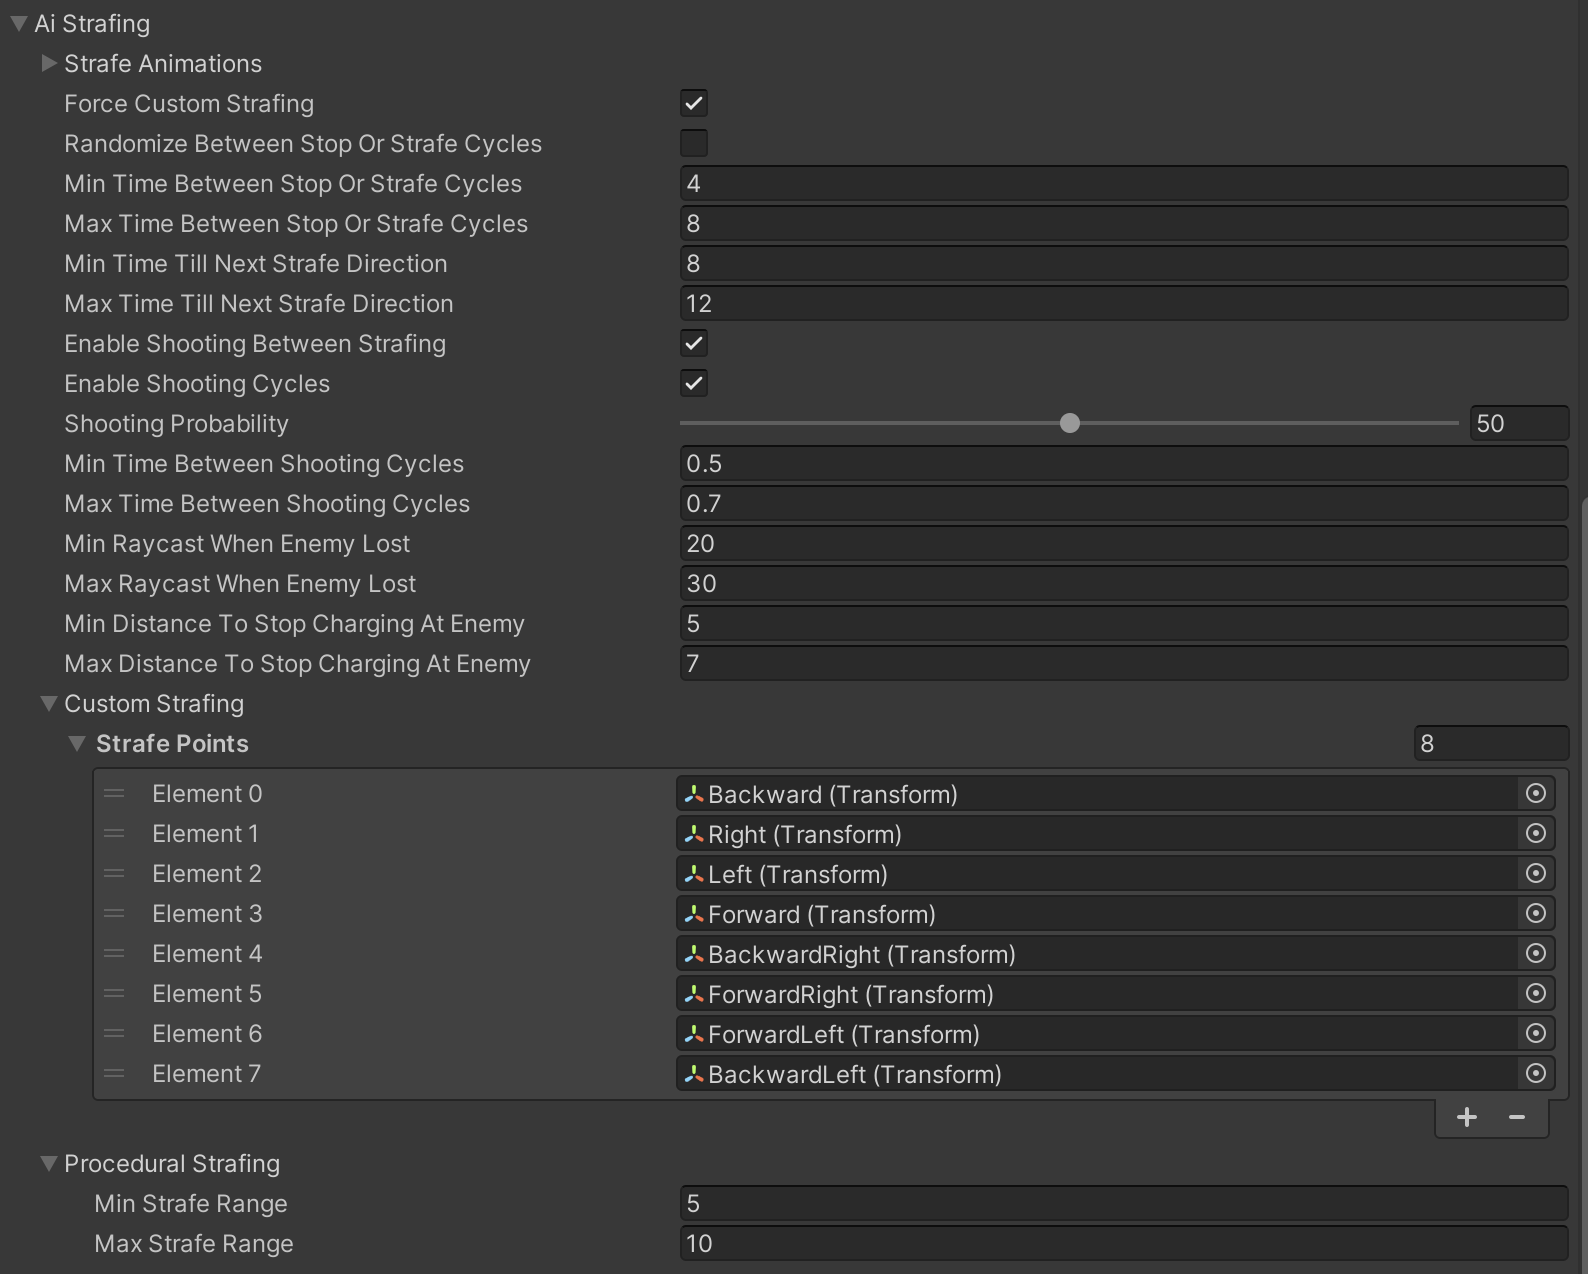 Ai Strafing
Strafe Animations
Force Custom Strafing
Randomize Between Stop Or Strafe Cycles
Min Time Between Stop Or Strafe Cycles 4
Max Time Between Stop Or Strafe Cycles 8
Min Time Till Next Strafe Direction 8
Max Time Till Next Strafe Direction 12
Enable Shooting Between Strafing
Enable Shooting Cycles
Shooting Probability 50
Min Time Between Shooting Cycles 0.5
Max Time Between Shooting Cycles 0.7
Min Raycast When Enemy Lost 20
Max Raycast When Enemy Lost 30
Min Distance To Stop Charging At Enemy 5
Max Distance To Stop Charging At Enemy 7
Custom Strafing
Strafe Points 8
Element 0 Backward (Transform)
Element 1 Right (Transform)
Element 2 Left (Transform)
Element 3 Forward (Transform)
Element 4 BackwardRight (Transform)
Element 5 ForwardRight (Transform)
Element 6 ForwardLeft (Transform)
Element 7 BackwardLeft (Transform)
Procedural Strafing
Min Strafe Range 5
Max Strafe Range 10